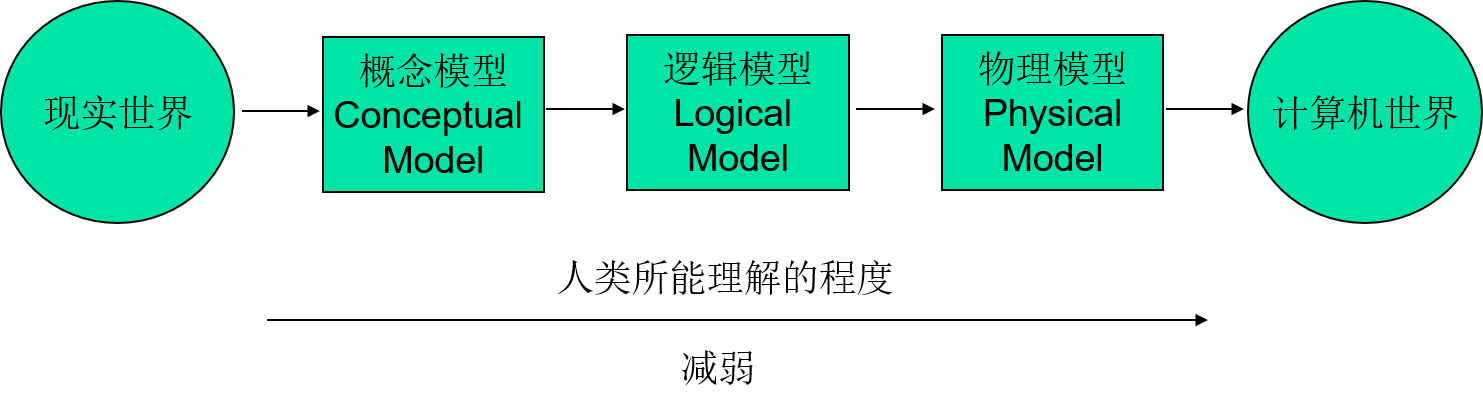 现实世界
概念模型
Conceptual
Model
逻辑模型
Logical
Model
物理模型
Physical
Model
计算机世界
人类所能理解的程度
减弱